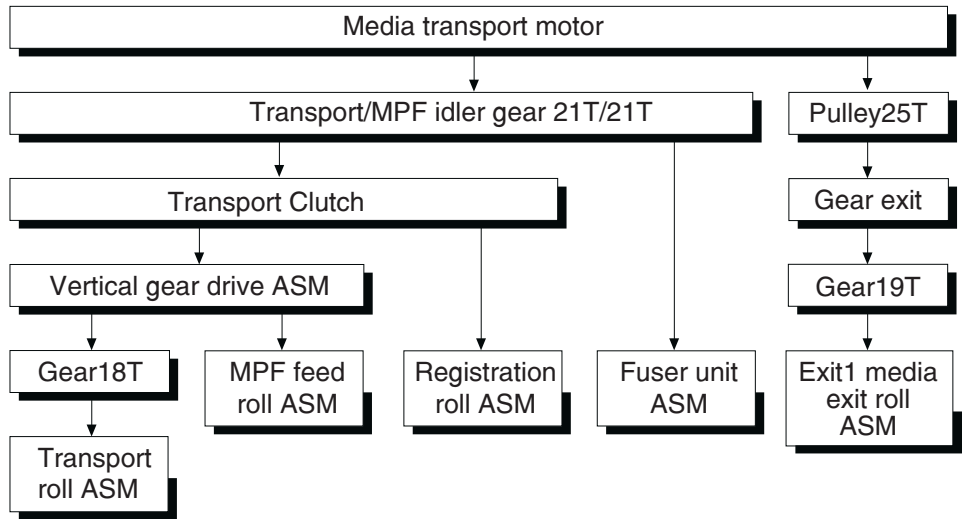 Media transport motor
Transport/MPF idler gear 21T/21T
Pulley25T
Transport Clutch
Gear exit
Vertical gear drive ASM
Gear19T
Gear18T
MPF feed
roll ASM
Registration
roll ASM
Fuser unit
ASM
Exit1 media
exit roll
ASM
Transport
roll ASM